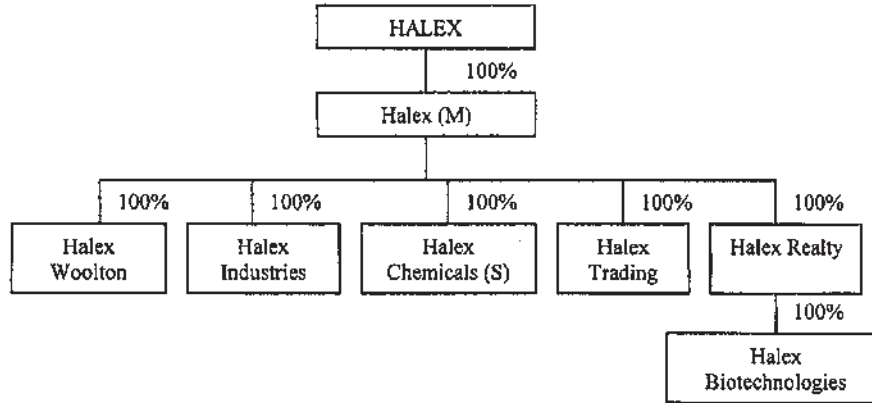 HALEX
100%
Halex (M)
100%
100%
100%
100%
100%
Halex
Woolton
Halex
Industries
Halex
Chemicals (S)
Halex
Trading
Halex Realty
100%
Halex
Biotechnologies